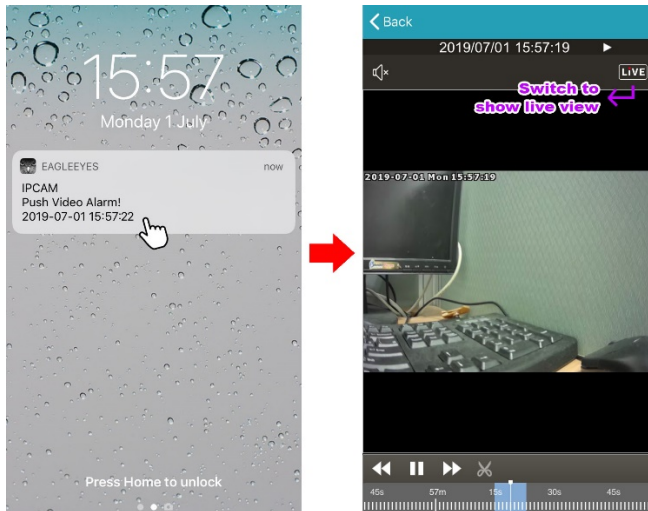 15:57
Monday 1 July
EAGLEEYES
now
IPCAM
Push Video Alarm!
2019-07-01 15:57:22
Press Home to unlock
Back
2019/07/01 15:57:19
LIVE
Switch to
show live view
2019-07-01 Mon 15:57:19
45s 57m 15s 30s 45s